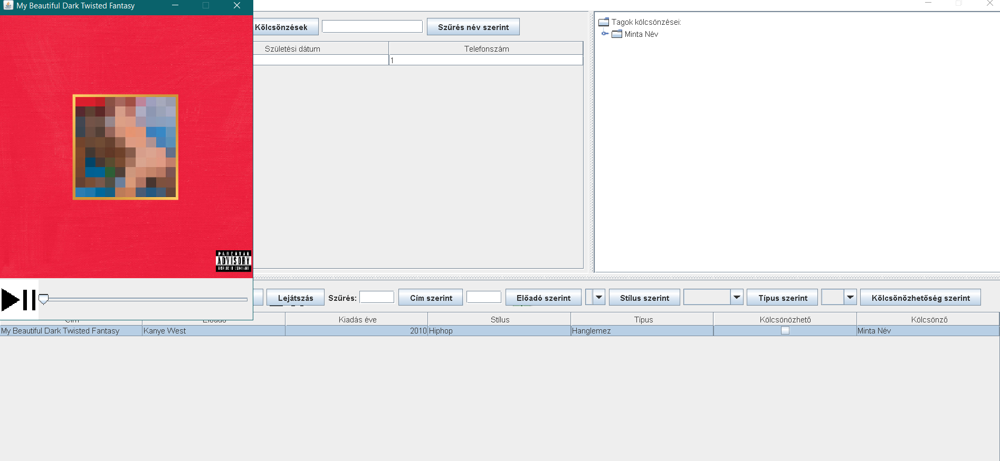 My Beautiful Dark Twisted Fantasy
Kölcsönzések
Szűrés név szerint
Születési dátum
Telefonszám
1
Tagok kölcsönzései:
Minta Név
PARENTAL
ADVISORY
EXPLICIT CONTENT
Lejátszás
Szűrés:
Cím szerint
Előadó szerint
Stílus szerint
Típus szerint
Kölcsönözhetőség szerint
Cím
Előadó
Kiadás éve
Stílus
Típus
Kölcsönözhető
Kölcsönző
My Beautiful Dark Twisted Fantasy
Kanye West
2010
Hiphop
Hanglemez
Minta Név